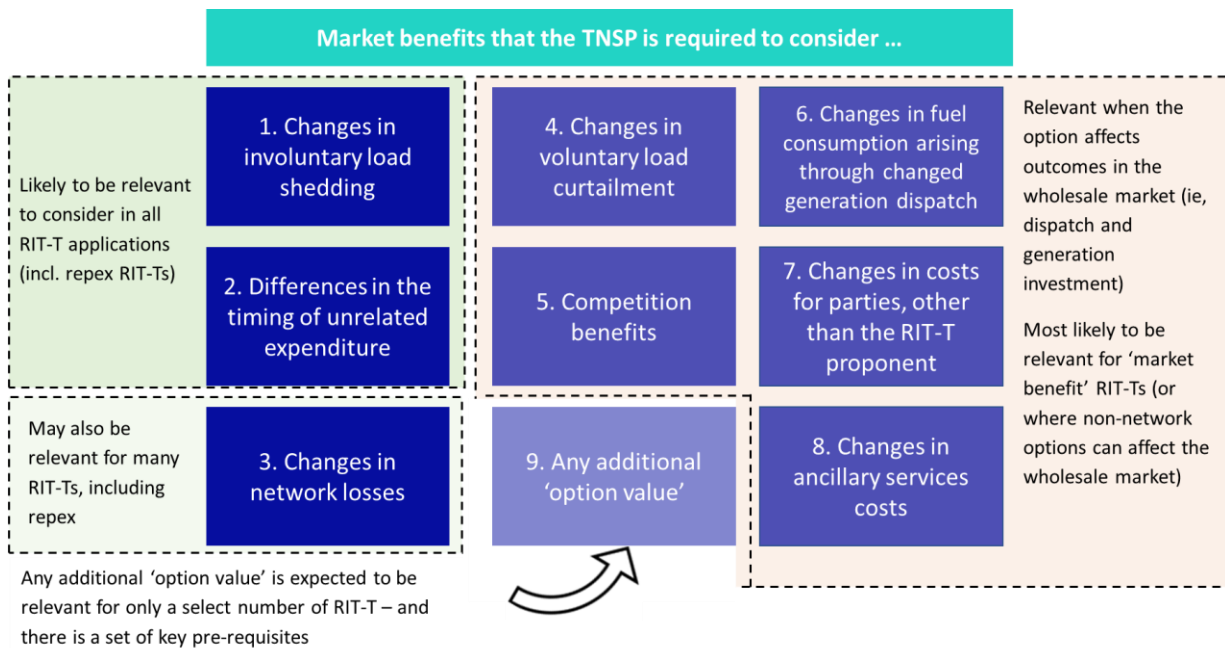 Market benefits that the TNSP is required to consider …
Likely to be relevant
to consider in all
RIT-T applications
(incl. repex RIT-Ts)
1. Changes in
involuntary load
shedding
2. Differences in the
timing of unrelated
expenditure
May also be
relevant for many
RIT-Ts, including
repex
3. Changes in
network losses
4. Changes in
voluntary load
curtailment
5. Competition
benefits
9. Any additional
‘option value’
6. Changes in fuel
consumption arising
through changed
generation dispatch
7. Changes in costs
for parties, other
than the RIT-T
proponent
8. Changes in
ancillary services
costs
Relevant when the
option affects
outcomes in the
wholesale market (ie,
dispatch and
generation
investment)
Most likely to be
relevant for ‘market
benefit’ RIT-Ts (or
where non-network
options can affect the
wholesale market)
Any additional ‘option value’ is expected to be
relevant for only a select number of RIT-T – and
there is a set of key pre-requisites